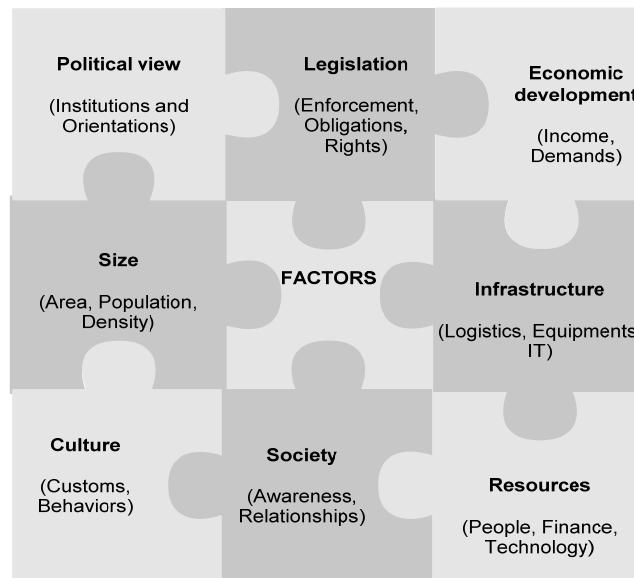 Political view
(Institutions and
Orientations)
Legislation
(Enforcement,
Obligations,
Rights)
Economic
development
(Income,
Demands)
Size
(Area, Population,
Density)
FACTORS
Infrastructure
(Logistics, Equipments
IT)
Culture
(Customs,
Behaviors)
Society
(Awareness,
Relationships)
Resources
(People, Finance,
Technology)